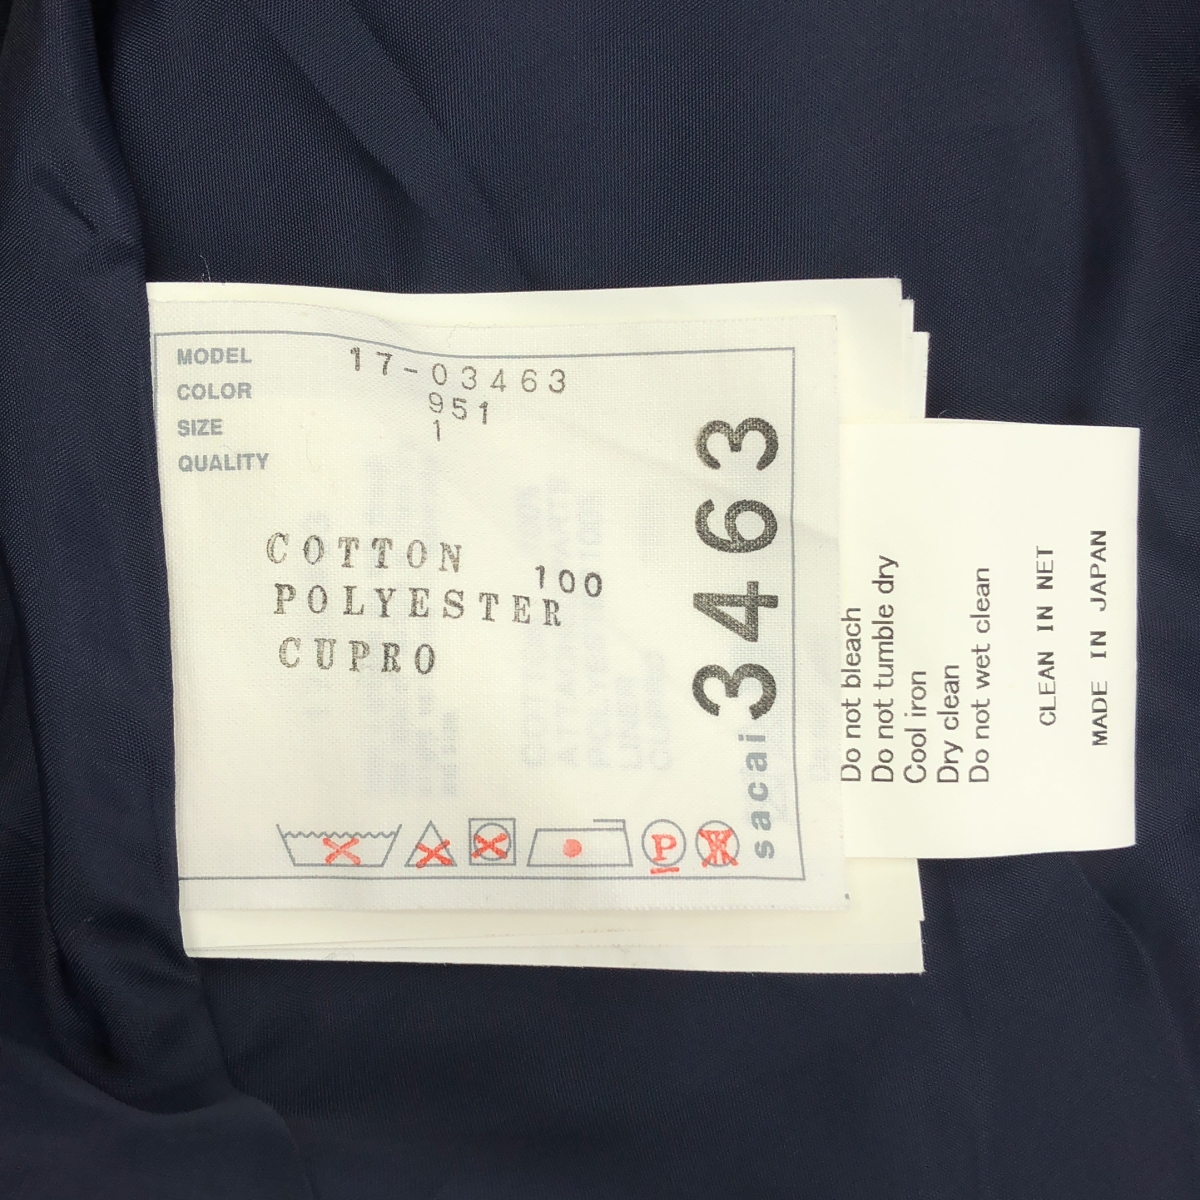 MODEL 17-03463
COLOR 951
SIZE 1
QUALITY
COTTON
100
POLYESTER
CUPRO
P
sacai 3463
Do not bleach
Do not tumble dry
Cool iron
Dry clean
Do not wet clean
CLEAN IN NET
MADE IN JAPAN